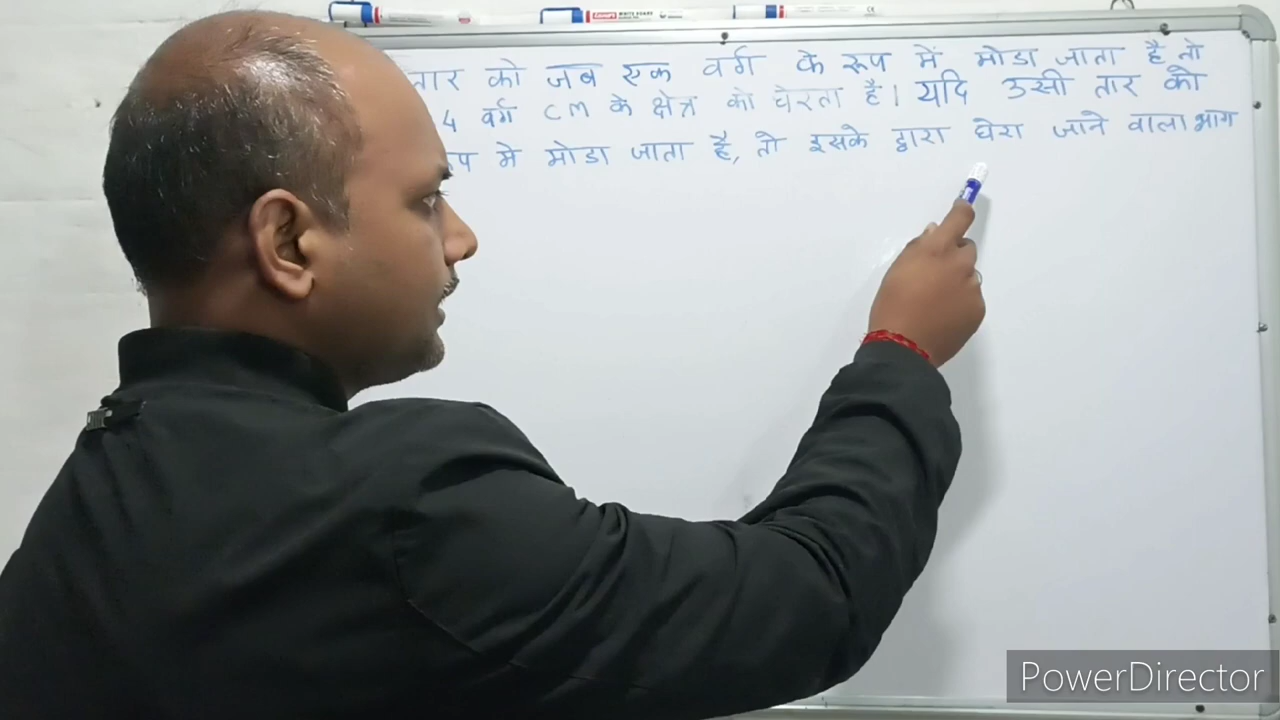 तार को जब एक वर्ग के रूप में मोडा जाता है तो
4 वर्ग CM के क्षेत्र को घेरता है। यदि उसी तार को
मे मोडा जाता है, तो इसके द्वारा घेरा जाने वाला भाग
PowerDirector